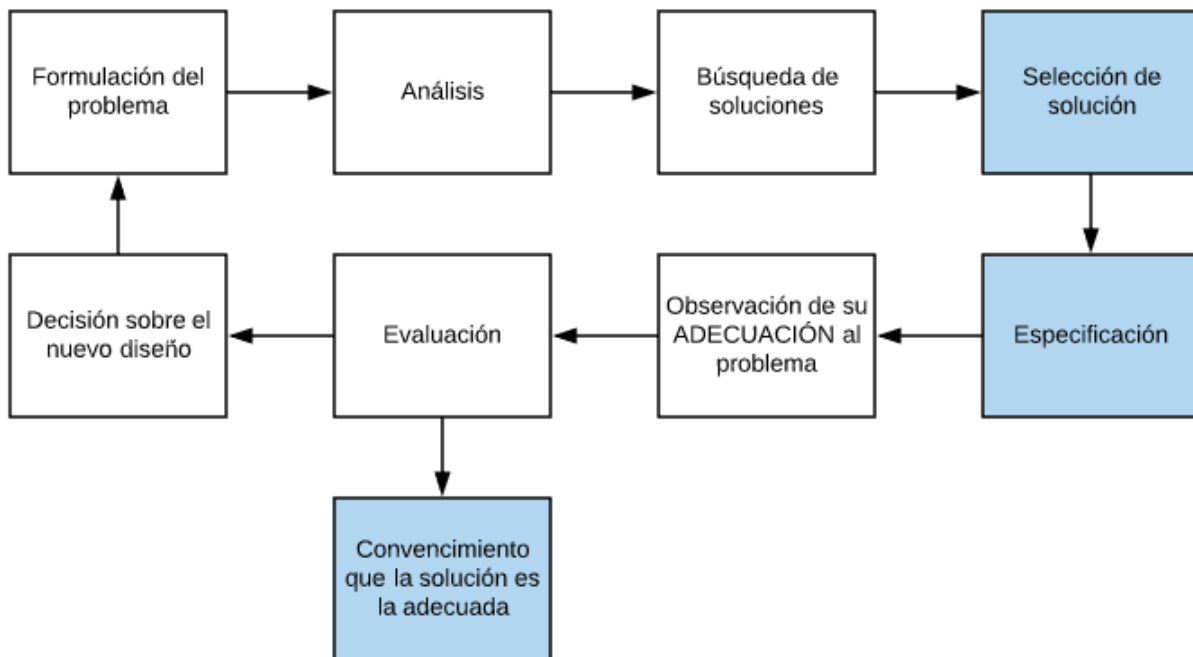 Formulación del
problema
Análisis
Búsqueda de
soluciones
Selección de
solución
Decisión sobre el
nuevo diseño
Evaluación
Observación de su
ADECUACIÓN al
problema
Especificación
Convencimiento
que la solución es
la adecuada